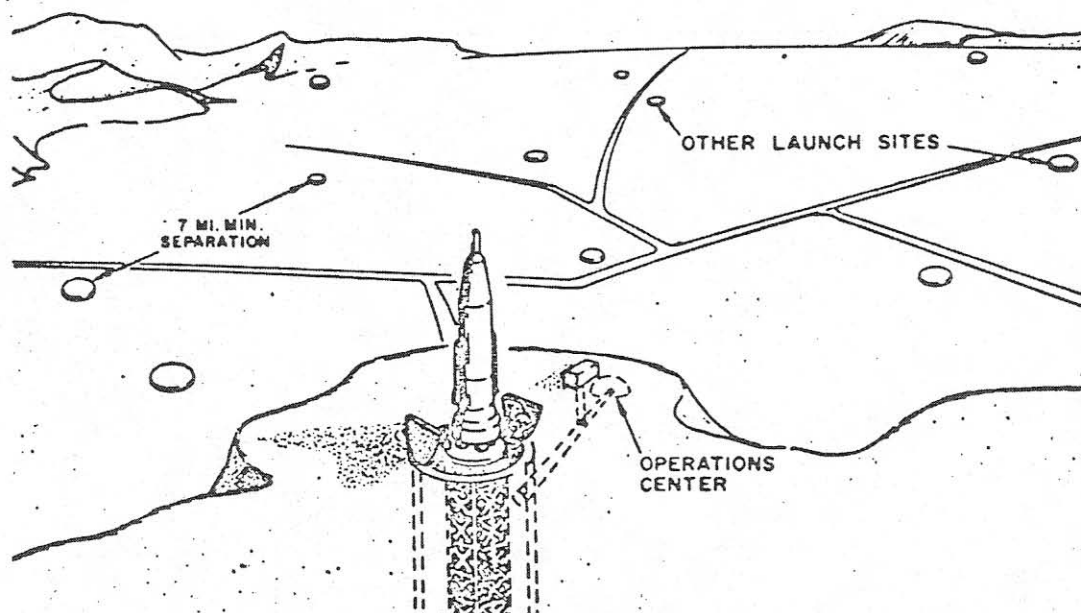 OTHER LAUNCH SITES
7 MI. MIN.
SEPARATION
OPERATIONS
CENTER